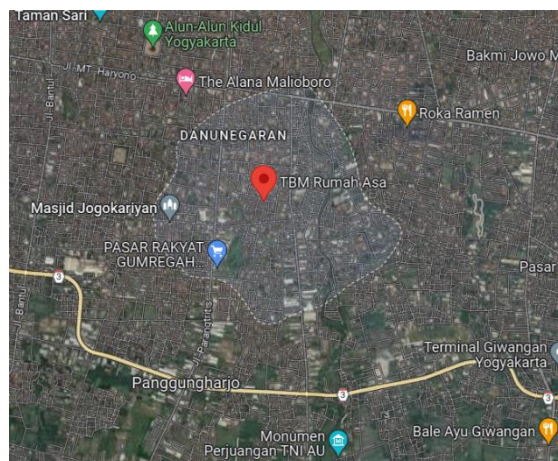 Taman Sari
Alun-Alun Kidul
Yogyakarta
Jl. MT. Haryono
Bakmi Jowo M
The Alana Malioboro
Jl. Bantul
Roka Ramen
DANUNEGARAN
TBM Rumah Asa
Masjid Jogokariyan
PASAR RAKYAT
GUMREGAH...
Pasar
3
Jl. Bantul
Jl. Parangtritis
Terminal Giwangan
Yogyakarta
Panggungharjo
3
3
Monumen
Perjuangan TNI AU
Bale Ayu Giwangan